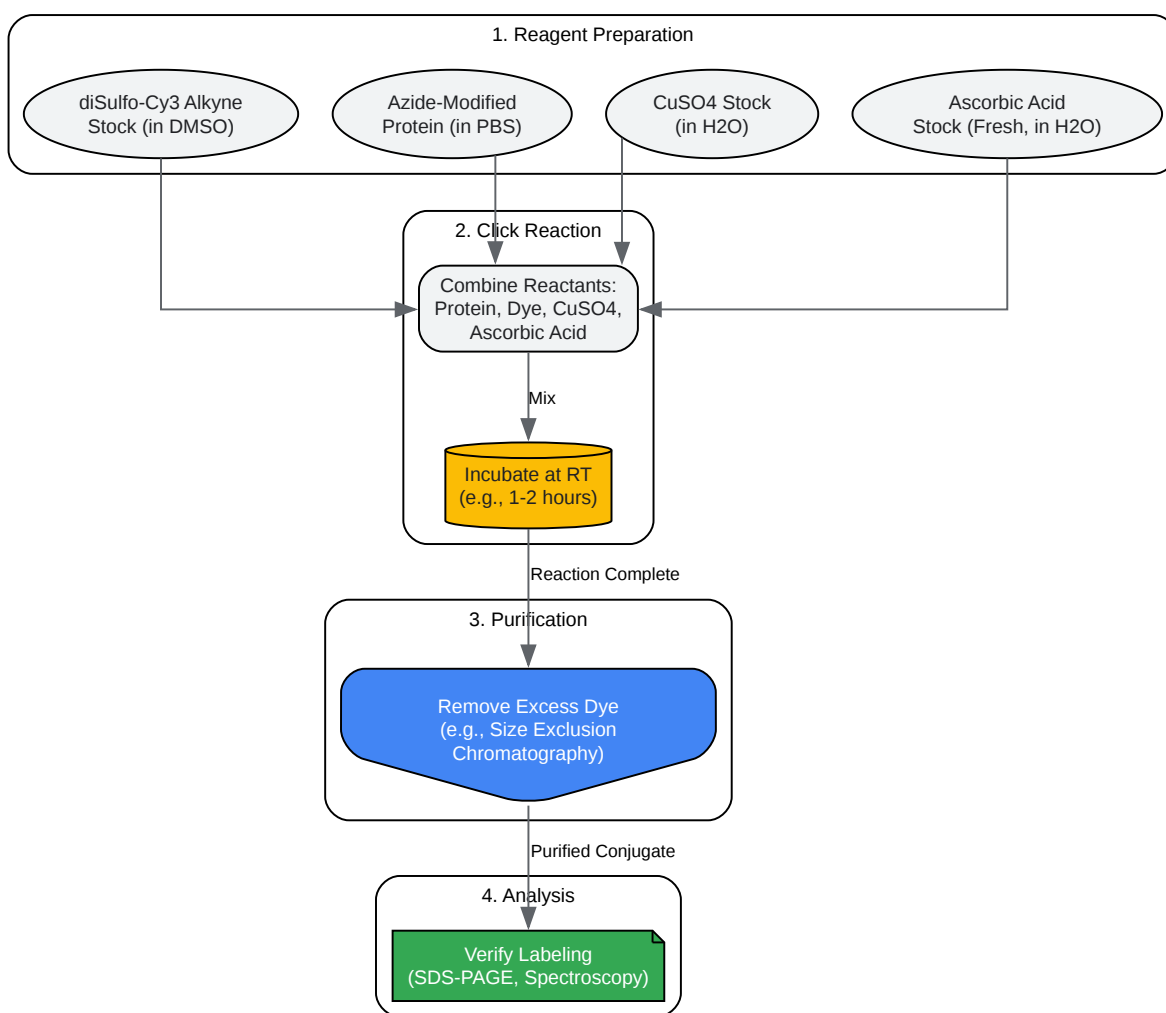 1. Reagent Preparation
diSulfo-Cy3 Alkyne
Stock (in DMSO)
Azide-Modified
Protein (in PBS)
CuSO4 Stock
(in H2O)
Ascorbic Acid
Stock (Fresh, in H2O)
2. Click Reaction
Combine Reactants:
Protein, Dye, CuSO4,
Ascorbic Acid
Mix
Incubate at RT
(e.g., 1-2 hours)
Reaction Complete
3. Purification
Remove Excess Dye
(e.g., Size Exclusion
Chromatography)
Purified Conjugate
4. Analysis
Verify Labeling
(SDS-PAGE, Spectroscopy)